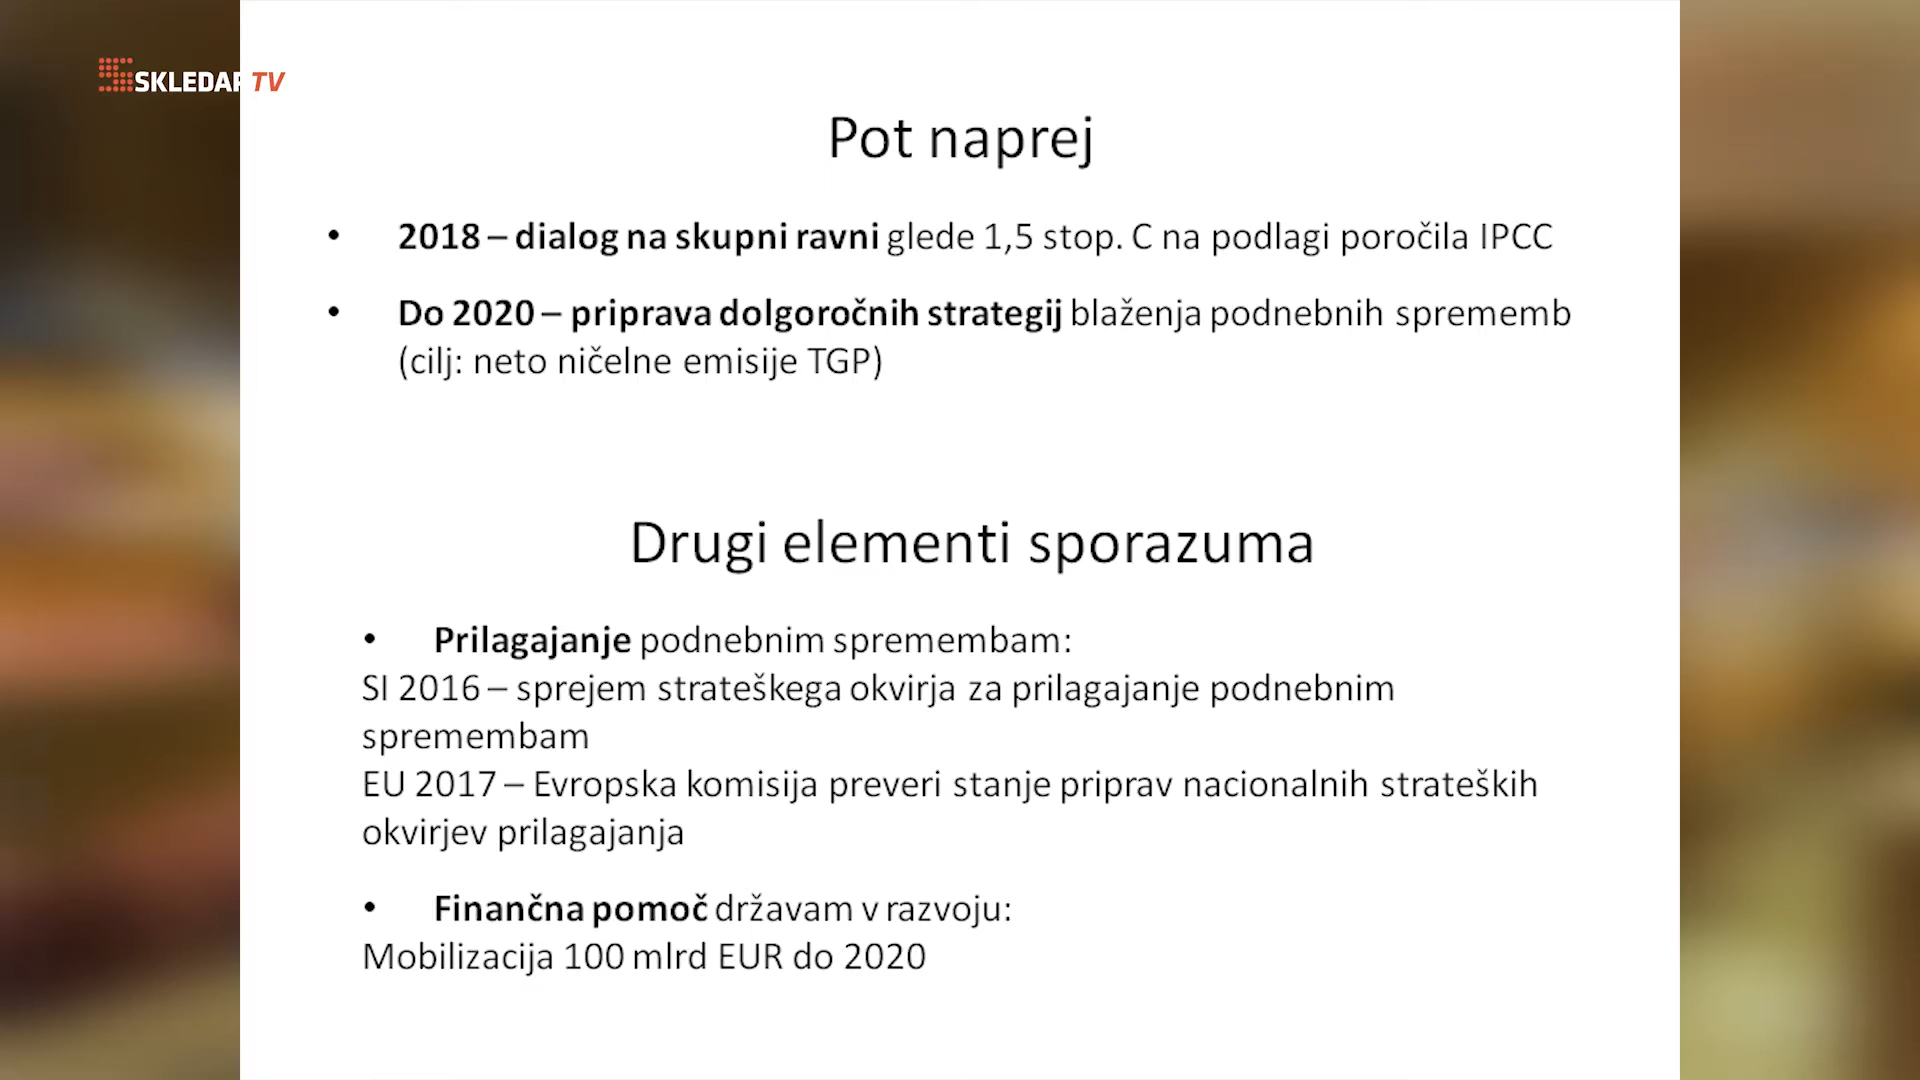 SKLEDAR TV
Pot naprej
• 2018 – dialog na skupni ravni glede 1,5 stop. C na podlagi poročila IPCC
• Do 2020 – priprava dolgoročnih strategij blaženja podnebnih sprememb
(cilj: neto ničelne emisije TGP)
Drugi elementi sporazuma
• Prilagajanje podnebnim spremembam:
SI 2016 – sprejem strateškega okvirja za prilagajanje podnebnim
spremembam
EU 2017 – Evropska komisija preveri stanje priprav nacionalnih strateških
okvirjev prilagajanja
• Finančna pomoč državam v razvoju:
Mobilizacija 100 mlrd EUR do 2020